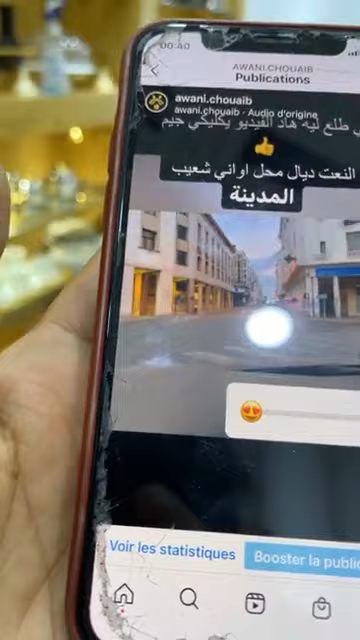 00:40
AWANI.CHOUAIB
Publications
awani.chouaib
awani.chouaib · Audio d'origine
طلع ليه هاد الفيديو يكليكي جيم
👍
النعت ديال محل اواني شعيب
المدينة
Voir les statistiques
Booster la public